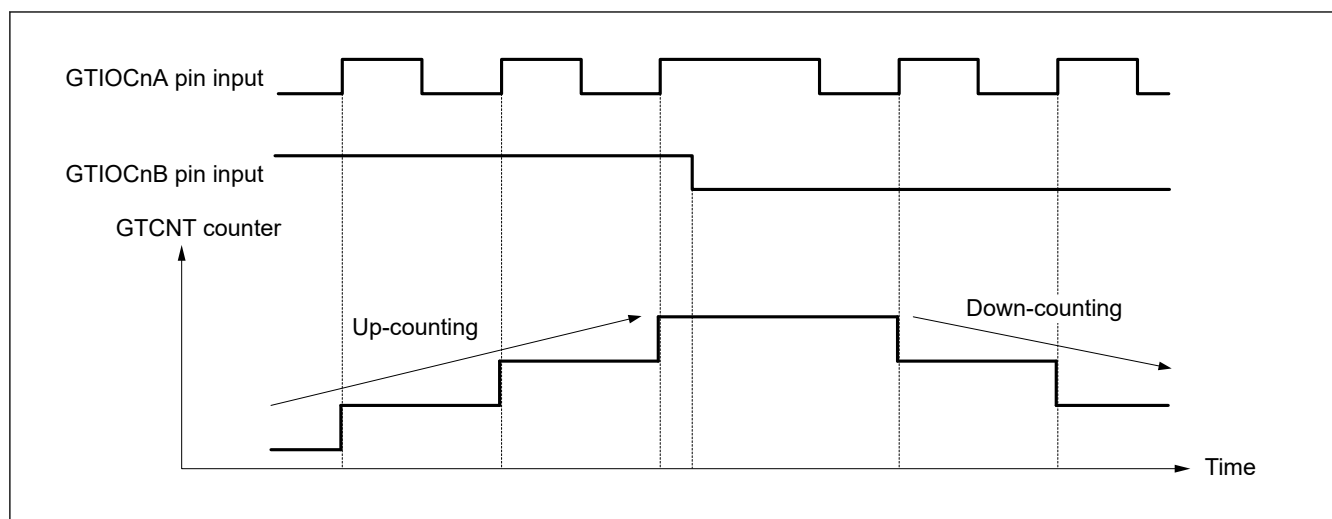 GTIOCnA pin input
GTIOCnB pin input
GTCNT counter
Up-counting
Down-counting
Time